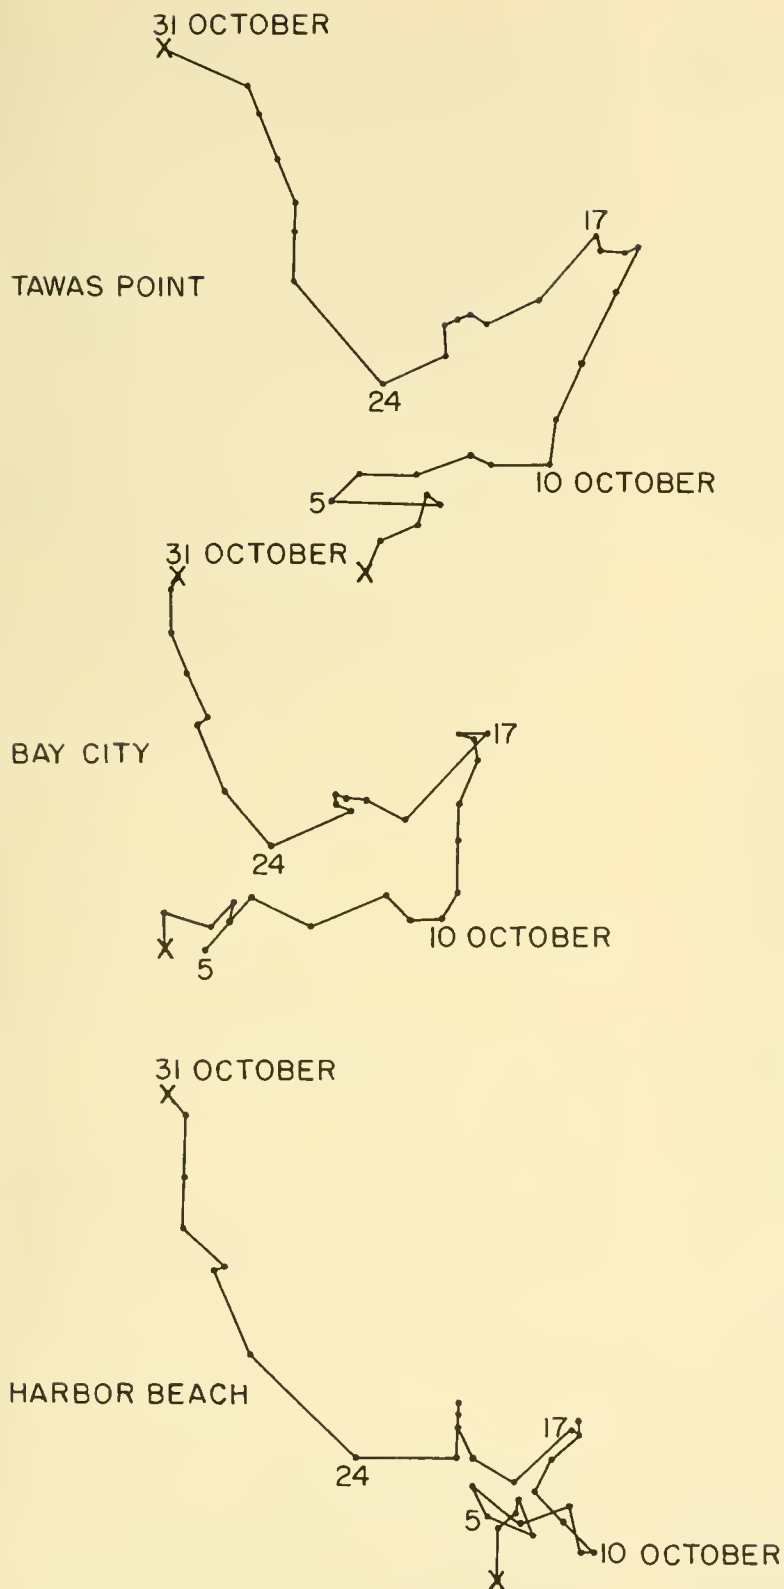 31 OCTOBER
17
TAWAS POINT
24
10 OCTOBER
5
31 OCTOBER
17
BAY CITY
24
10 OCTOBER
5
31 OCTOBER
HARBOR BEACH
17
24
5
10 OCTOBER